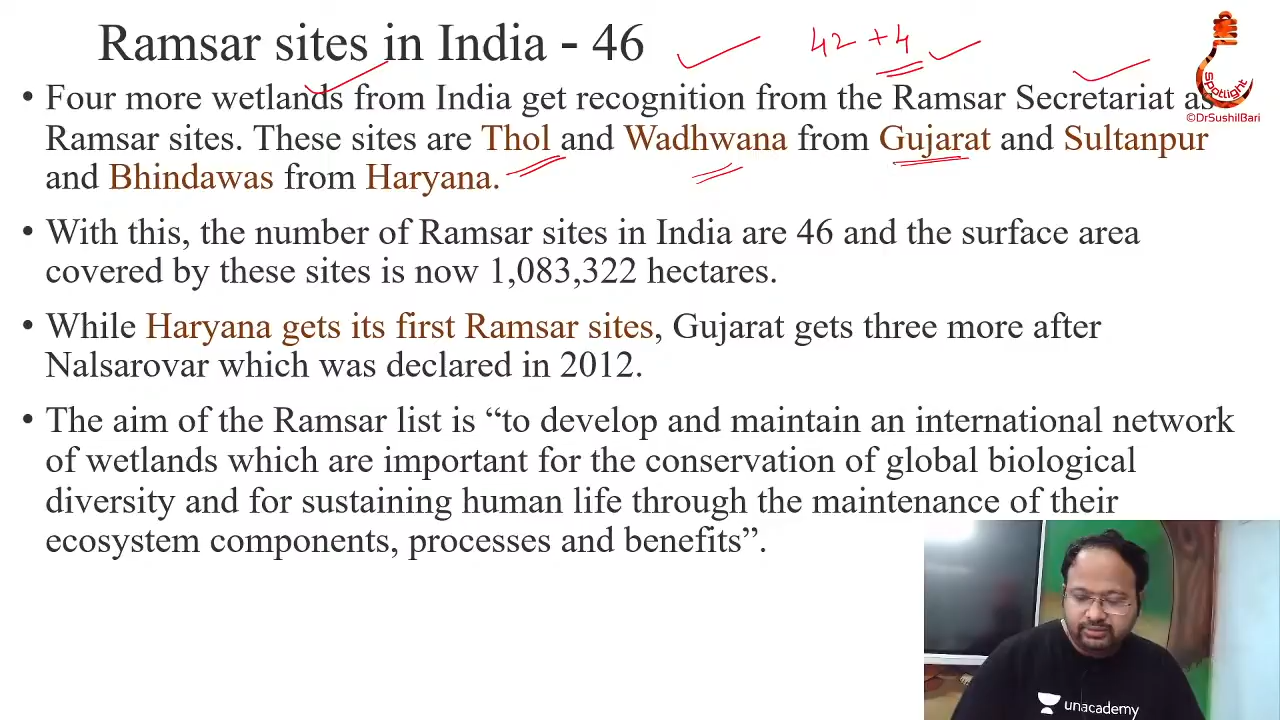 Ramsar sites in India - 46
42 + 4
• Four more wetlands from India get recognition from the Ramsar Secretariat as
Ramsar sites. These sites are Thol and Wadhwana from Gujarat and Sultanpur
and Bhindawas from Haryana.
• With this, the number of Ramsar sites in India are 46 and the surface area
covered by these sites is now 1,083,322 hectares.
• While Haryana gets its first Ramsar sites, Gujarat gets three more after
Nalsarovar which was declared in 2012.
• The aim of the Ramsar list is “to develop and maintain an international network
of wetlands which are important for the conservation of global biological
diversity and for sustaining human life through the maintenance of their
ecosystem components, processes and benefits”.
Spotlight
©DrSushilBari
unacademy